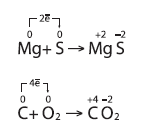 2ē
0 0 +2 −2
Mg+ S → Mg S
4ē
0 0 +4 −2
C+ O₂ → C O₂